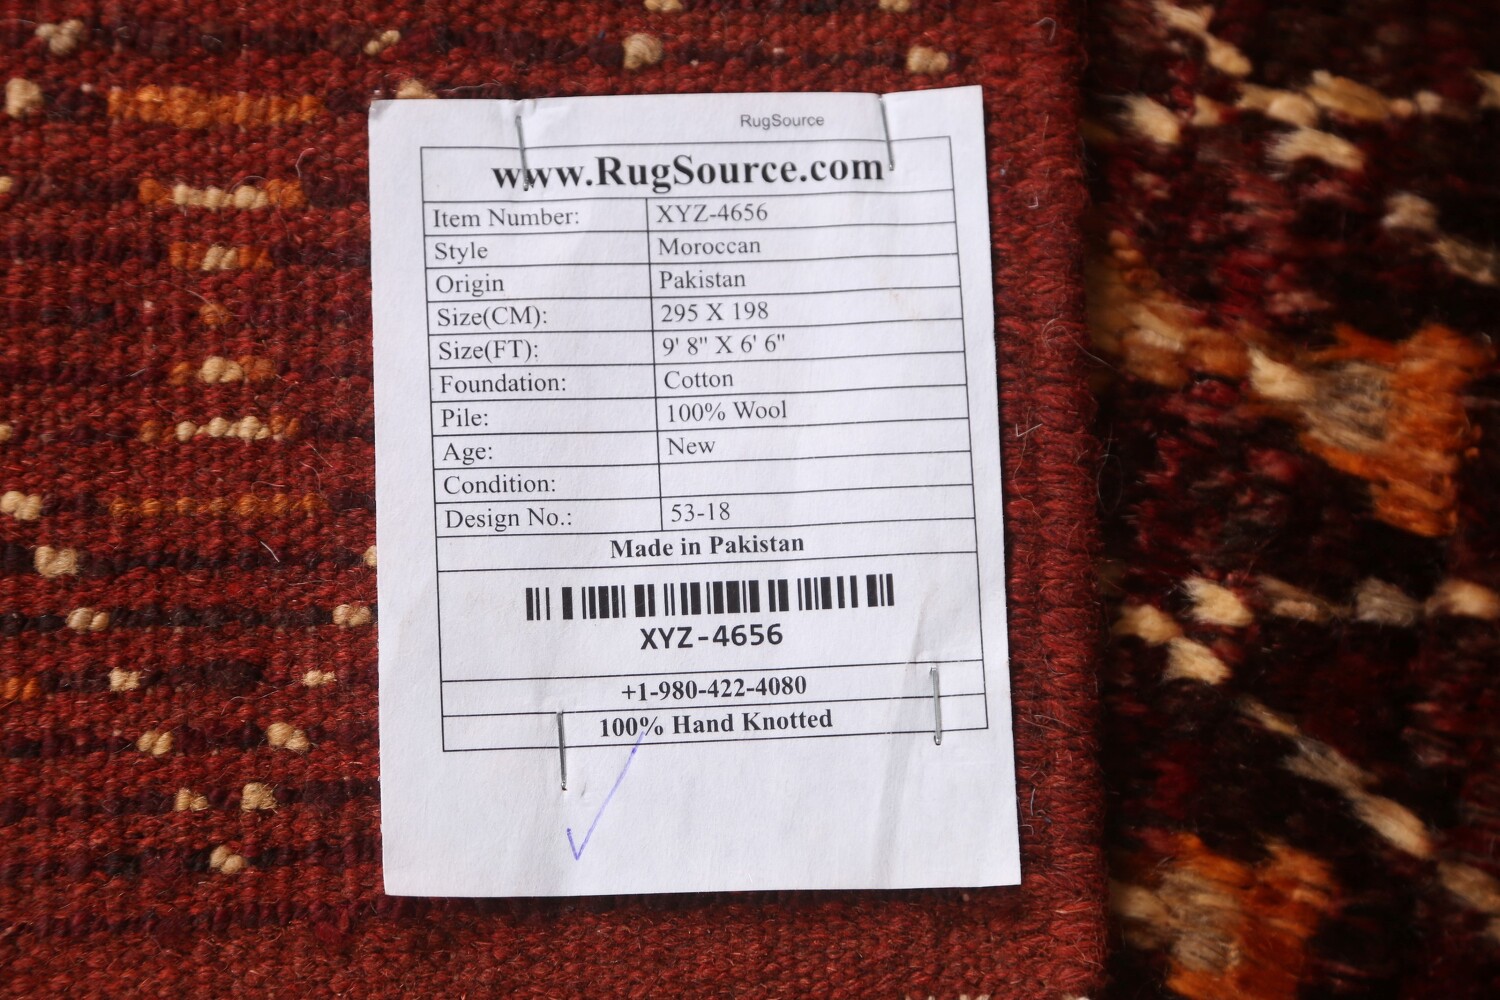 RugSource
www.RugSource.com
Item Number: XYZ-4656
Style Moroccan
Origin Pakistan
Size(CM): 295 X 198
Size(FT): 9' 8" X 6' 6"
Foundation: Cotton
Pile: 100% Wool
Age: New
Condition:
Design No.: 53-18
Made in Pakistan
XYZ-4656
+1-980-422-4080
100% Hand Knotted